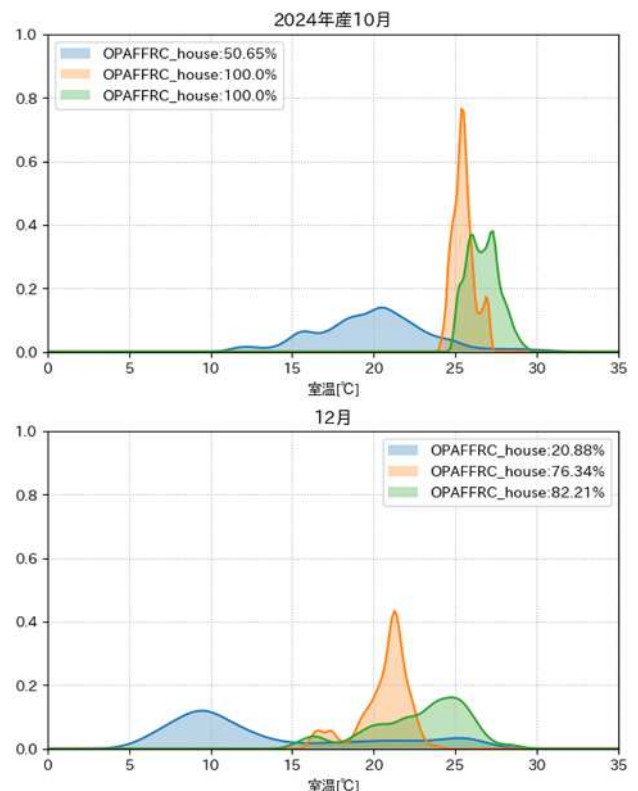 2024年産10月
1.0
0.8
0.6
0.4
0.2
0.0
OPAFFRC_house:50.65%
OPAFFRC_house:100.0%
OPAFFRC_house:100.0%
0 5 10 15 20 25 30 35
室温[℃]
12月
1.0
0.8
0.6
0.4
0.2
0.0
OPAFFRC_house:20.88%
OPAFFRC_house:76.34%
OPAFFRC_house:82.21%
0 5 10 15 20 25 30 35
室温[℃]